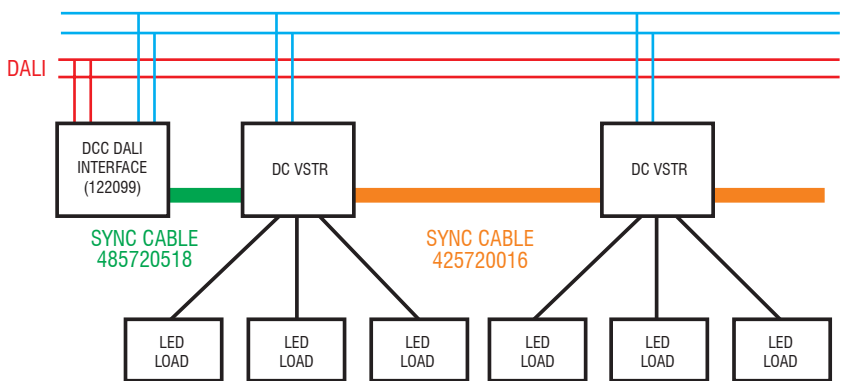 DALI
DCC DALI
INTERFACE
(122099)
DC VSTR
DC VSTR
SYNC CABLE
485720518
SYNC CABLE
425720016
LED
LOAD
LED
LOAD
LED
LOAD
LED
LOAD
LED
LOAD
LED
LOAD